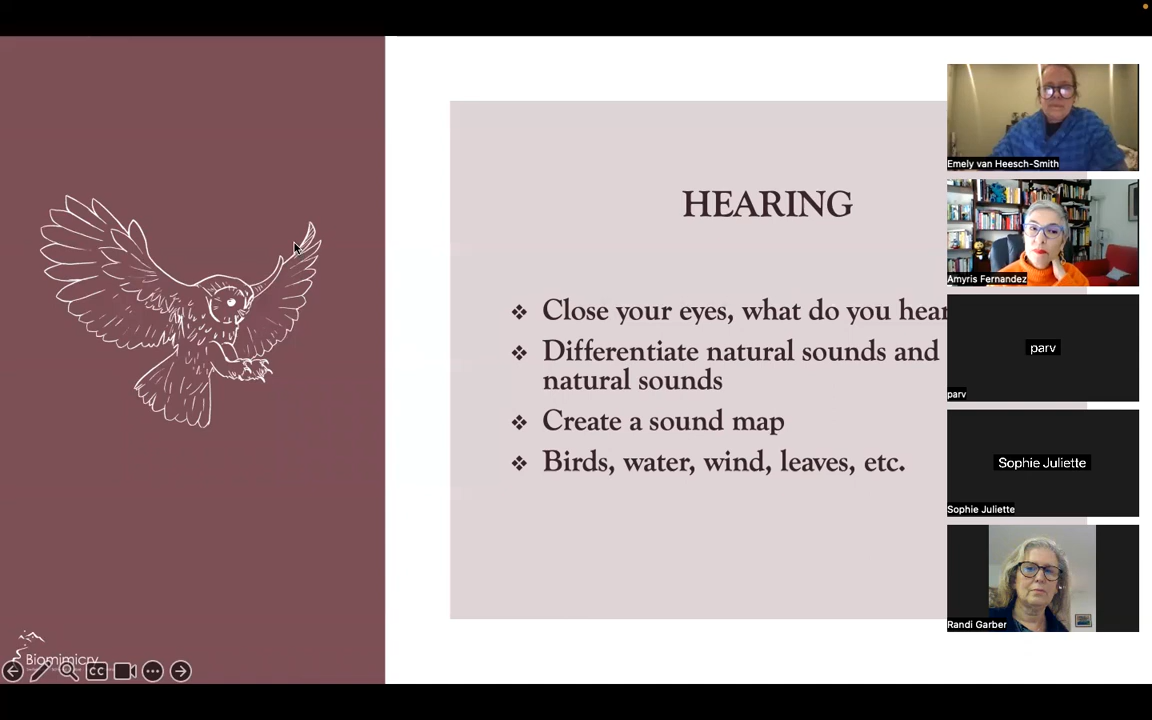 HEARING
❖ Close your eyes, what do you hear
❖ Differentiate natural sounds and
natural sounds
❖ Create a sound map
❖ Birds, water, wind, leaves, etc.
Emely van Heesch-Smith
Amyris Fernandez
parv
parv
Sophie Juliette
Sophie Juliette
Randi Garber
Biomimicry
CC